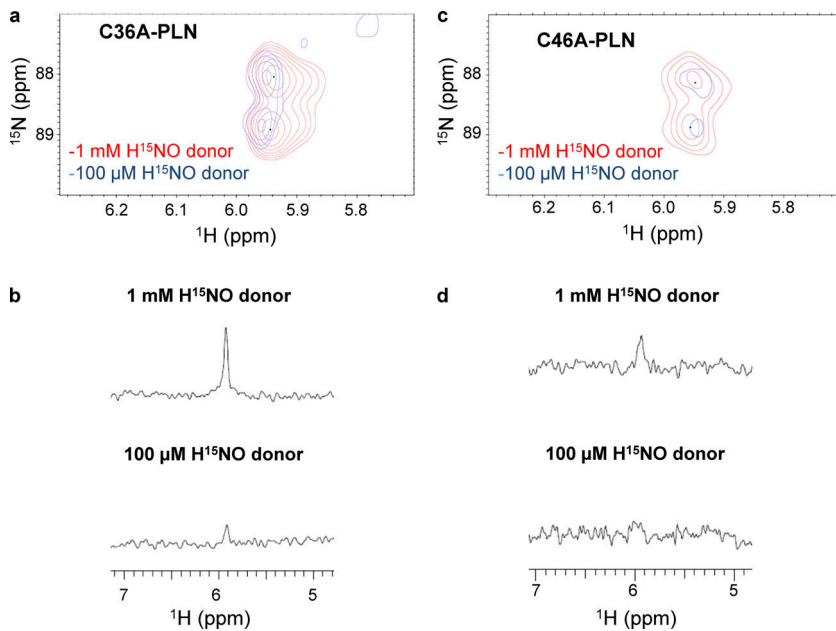 a
C36A-PLN
88
89
¹⁵N (ppm)
-1 mM H¹⁵NO donor
-100 µM H¹⁵NO donor
6.2 6.1 6.0 5.9 5.8
¹H (ppm)
c
C46A-PLN
88
89
¹⁵N (ppm)
-1 mM H¹⁵NO donor
-100 µM H¹⁵NO donor
6.2 6.1 6.0 5.9 5.8
¹H (ppm)
b
1 mM H¹⁵NO donor
100 µM H¹⁵NO donor
7 6 5
¹H (ppm)
d
1 mM H¹⁵NO donor
100 µM H¹⁵NO donor
7 6 5
¹H (ppm)